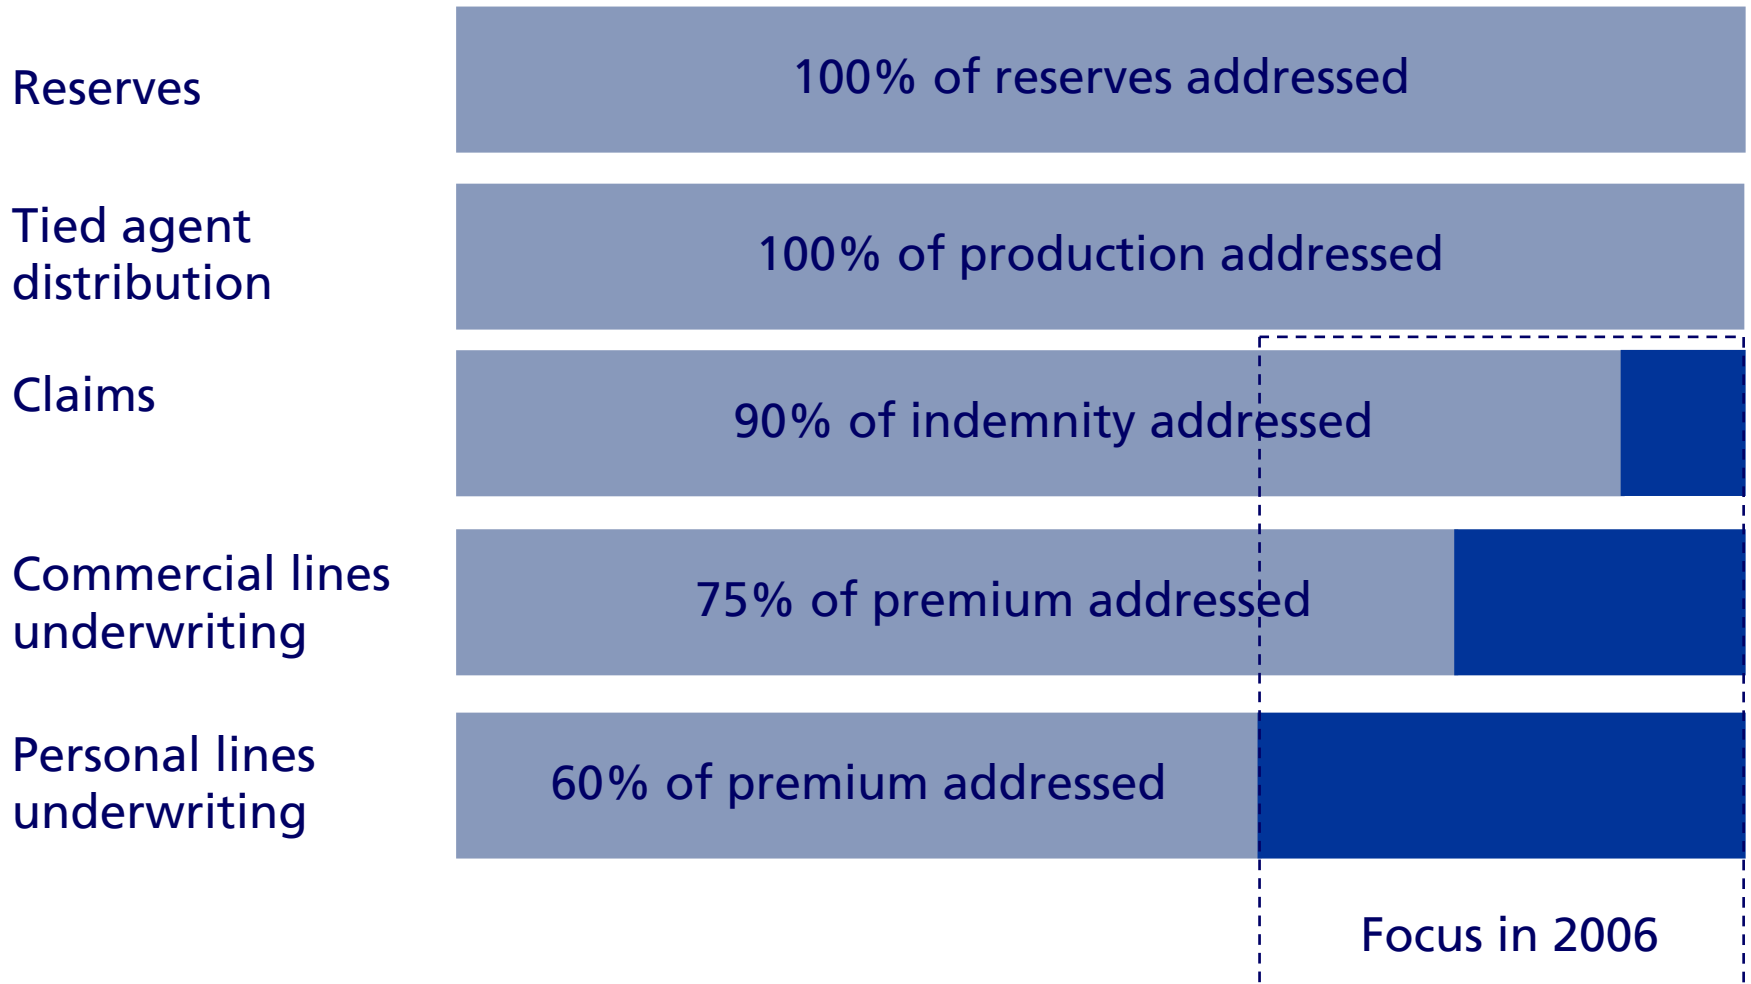 Reserves
100% of reserves addressed
Tied agent
distribution
100% of production addressed
Claims
90% of indemnity addressed
Commercial lines
underwriting
75% of premium addressed
Personal lines
underwriting
60% of premium addressed
Focus in 2006